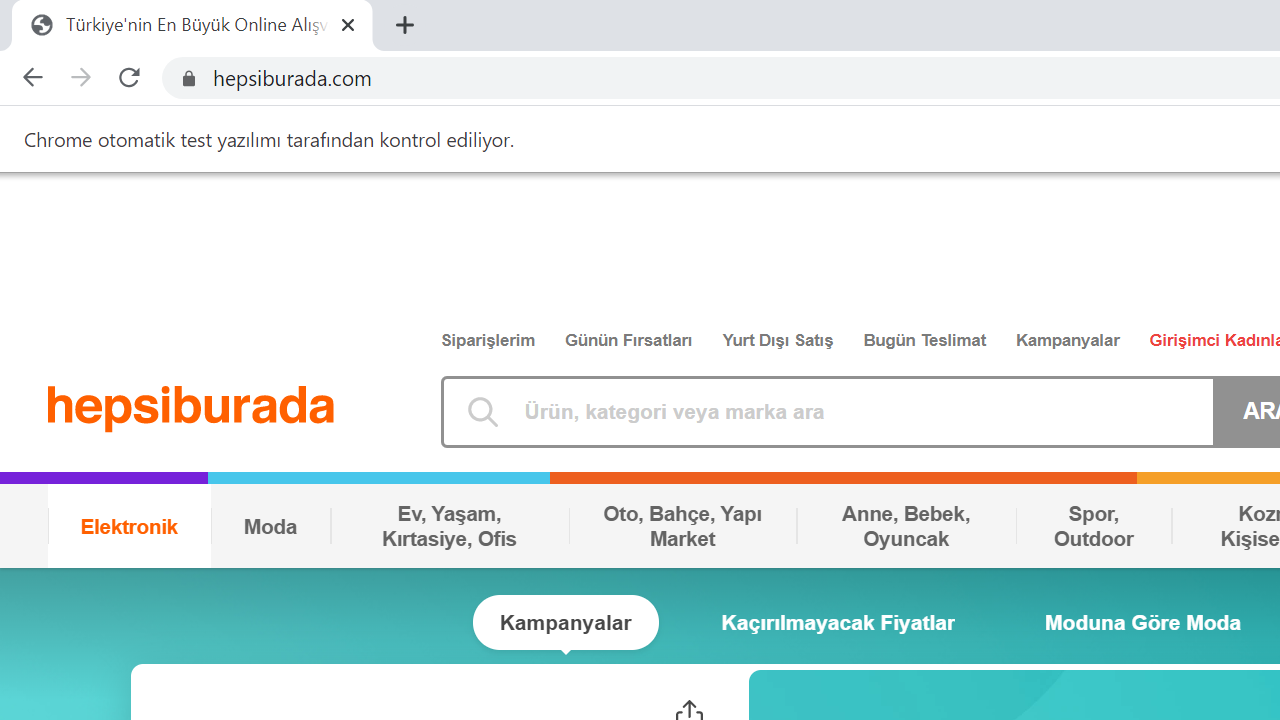 Türkiye'nin En Büyük Online Alışv
hepsiburada.com
Chrome otomatik test yazılımı tarafından kontrol ediliyor.
Siparişlerim Günün Fırsatları Yurt Dışı Satış Bugün Teslimat Kampanyalar Girişimci Kadınla
hepsiburada
Ürün, kategori veya marka ara
ARA
Elektronik
Moda
Ev, Yaşam,
Kırtasiye, Ofis
Oto, Bahçe, Yapı
Market
Anne, Bebek,
Oyuncak
Spor,
Outdoor
Koz
Kişise
Kampanyalar Kaçırılmayacak Fiyatlar Moduna Göre Moda